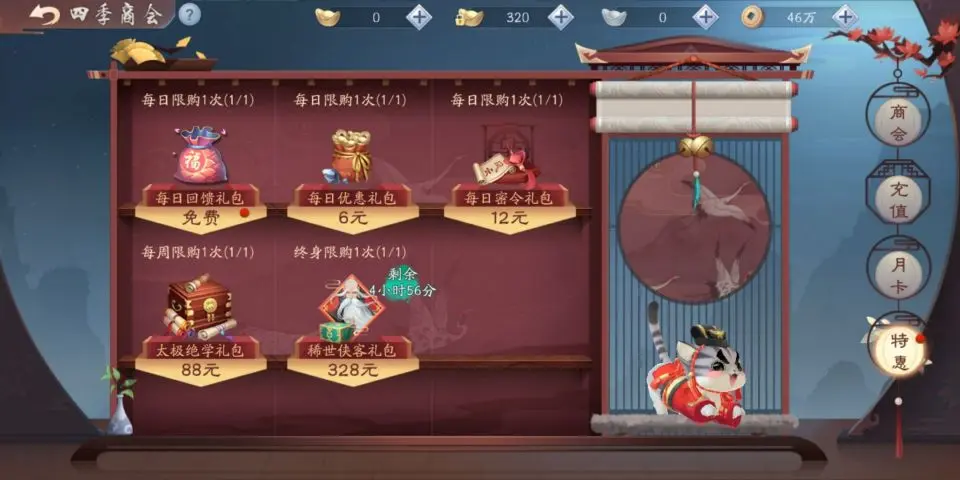 四季商会
?
0
320
0
46万
每日限购1次(1/1)
每日限购1次(1/1)
每日限购1次(1/1)
福
每日回馈礼包
免费
每日优惠礼包
6元
每日密令礼包
12元
每周限购1次(1/1)
终身限购1次(1/1)
剩余
4小时56分
太极绝学礼包
88元
稀世侠客礼包
328元
商会
充值
月卡
特惠